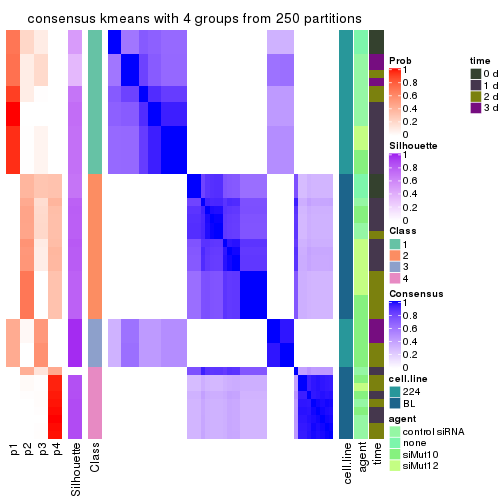 consensus kmeans with 4 groups from 250 partitions
Prob
1
0.8
0.6
0.4
0.2
0
time
0 d
1 d
2 d
3 d
Silhouette
1
0.8
0.6
0.4
0.2
0
Class
1
2
3
4
Consensus
1
0.8
0.6
0.4
0.2
0
cell.line
224
BL
agent
control siRNA
none
siMut10
siMut12
p1
p2
p3
p4
Silhouette
Class
cell.line
agent
time